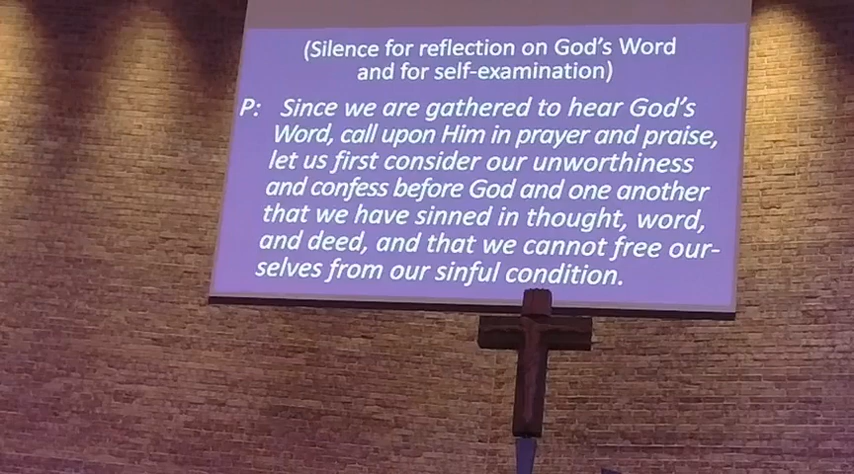 (Silence for reflection on God's Word
and for self-examination)
P: Since we are gathered to hear God's
Word, call upon Him in prayer and praise,
let us first consider our unworthiness
and confess before God and one another
that we have sinned in thought, word,
and deed, and that we cannot free our-
selves from our sinful condition.